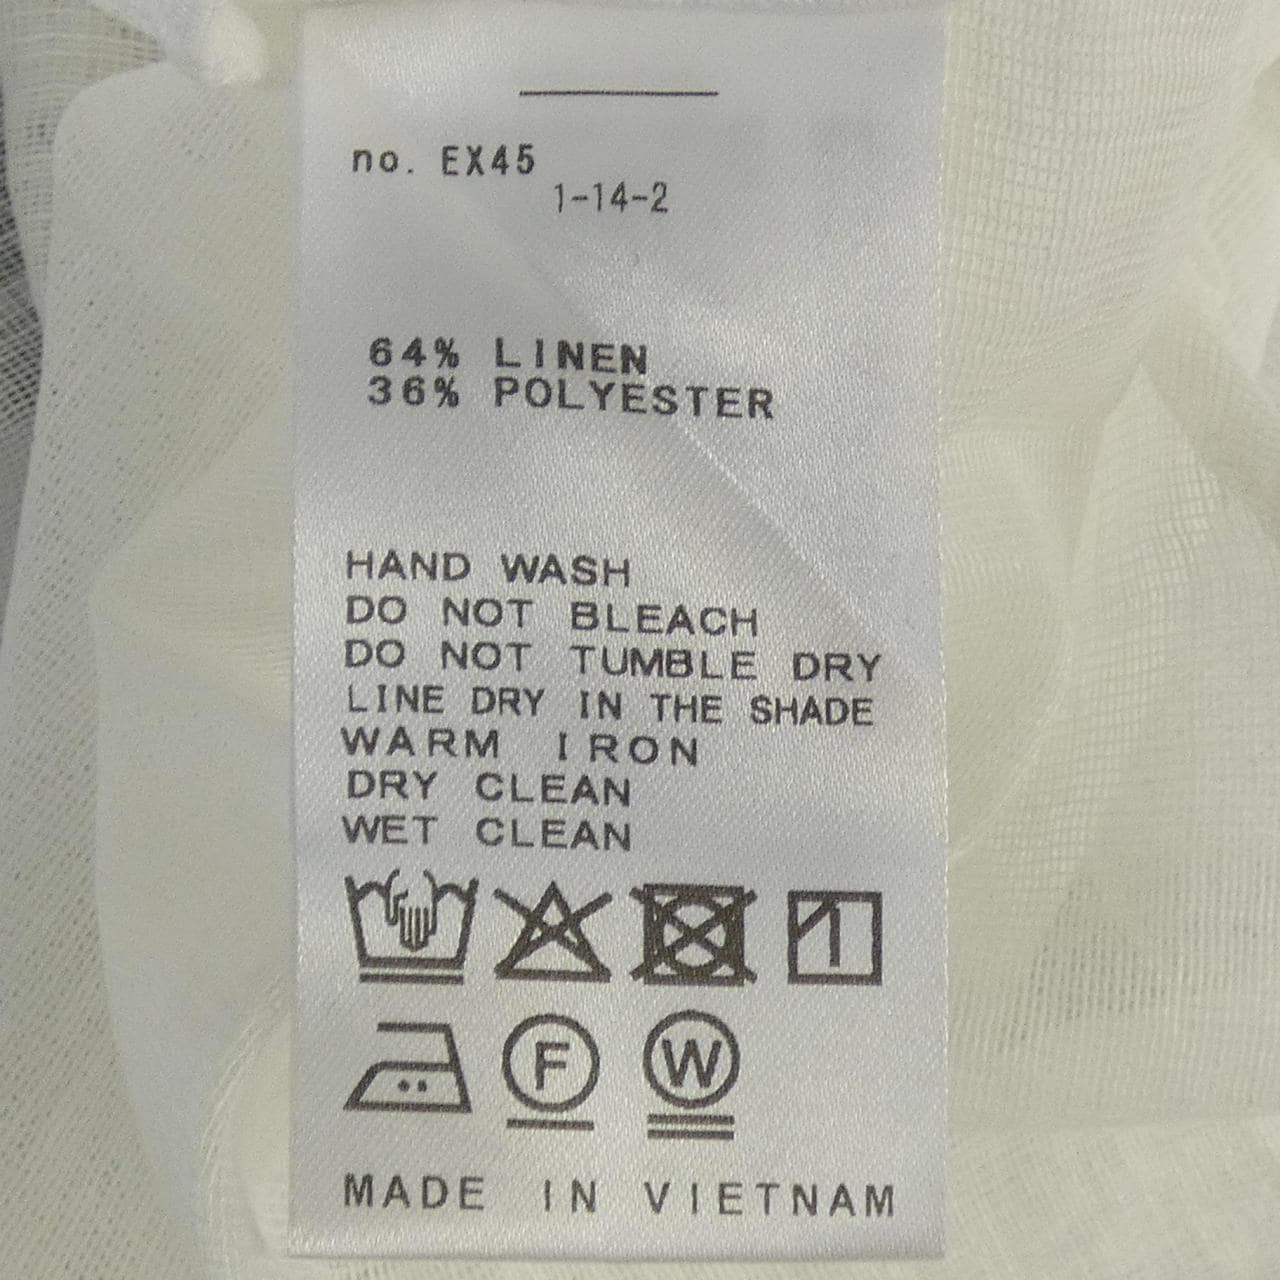 no. EX45
1-14-2
64% LINEN
36% POLYESTER
HAND WASH
DO NOT BLEACH
DO NOT TUMBLE DRY
LINE DRY IN THE SHADE
WARM IRON
DRY CLEAN
WET CLEAN
F W
MADE IN VIETNAM